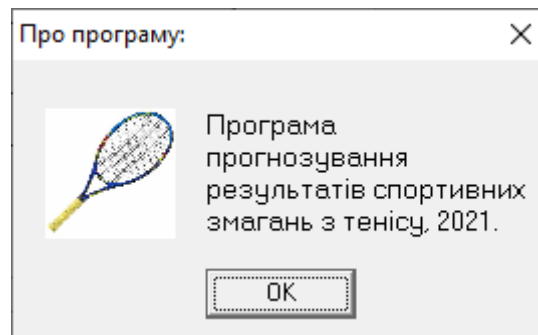 Про програму:
Програма
прогнозування
результатів спортивних
змагань з тенісу, 2021.
OK